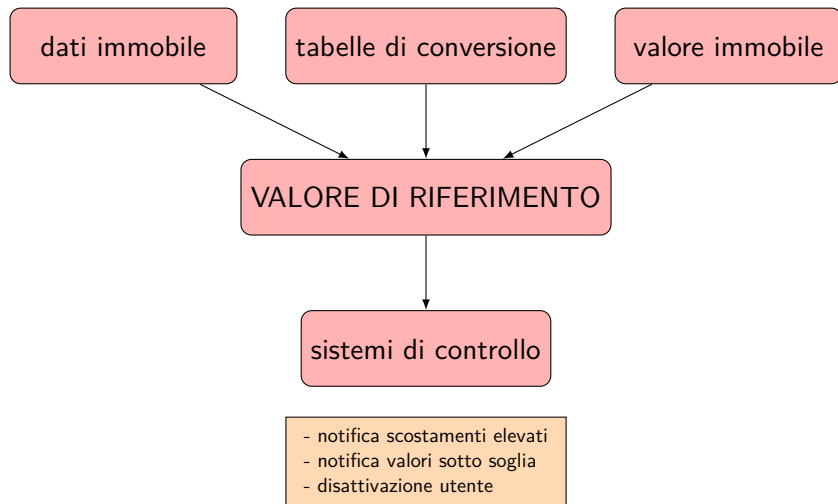 dati immobile
tabelle di conversione
valore immobile
VALORE DI RIFERIMENTO
sistemi di controllo
- notifica scostamenti elevati
- notifica valori sotto soglia
- disattivazione utente